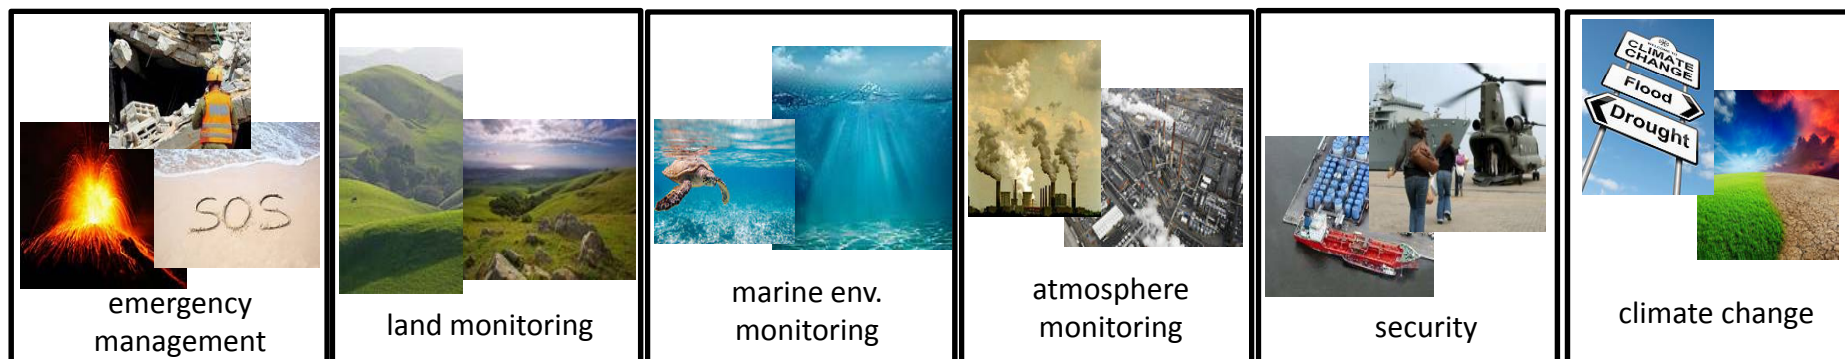 SOS
emergency
management
land monitoring
marine env.
monitoring
atmosphere
monitoring
security
CLIMATE
CHANGE
Flood
Drought
climate change